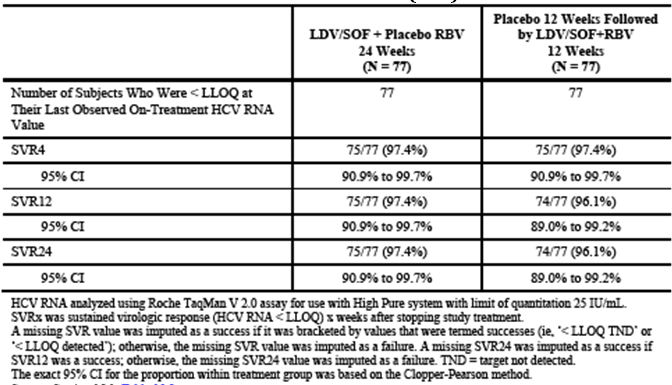 LDV/SOF + Placebo RBV
24 Weeks
(N = 77)
Placebo 12 Weeks Followed
by LDV/SOF+RBV
12 Weeks
(N = 77)
Number of Subjects Who Were < LLOQ at
Their Last Observed On-Treatment HCV RNA
Value
77
77
SVR4
75/77 (97.4%)
75/77 (97.4%)
95% CI
90.9% to 99.7%
90.9% to 99.7%
SVR12
75/77 (97.4%)
74/77 (96.1%)
95% CI
90.9% to 99.7%
89.0% to 99.2%
SVR24
75/77 (97.4%)
74/77 (96.1%)
95% CI
90.9% to 99.7%
89.0% to 99.2%
HCV RNA analyzed using Roche TaqMan V 2.0 assay for use with High Pure system with limit of quantitation 25 IU/mL.
SVRx was sustained virologic response (HCV RNA < LLOQ) x weeks after stopping study treatment.
A missing SVR value was imputed as a success if it was bracketed by values that were termed successes (ie, ‘< LLOQ TND’ or
‘< LLOQ detected’); otherwise, the missing SVR value was imputed as a failure. A missing SVR24 was imputed as a success if
SVR12 was a success; otherwise, the missing SVR24 value was imputed as a failure. TND = target not detected.
The exact 95% CI for the proportion within treatment group was based on the Clopper-Pearson method.